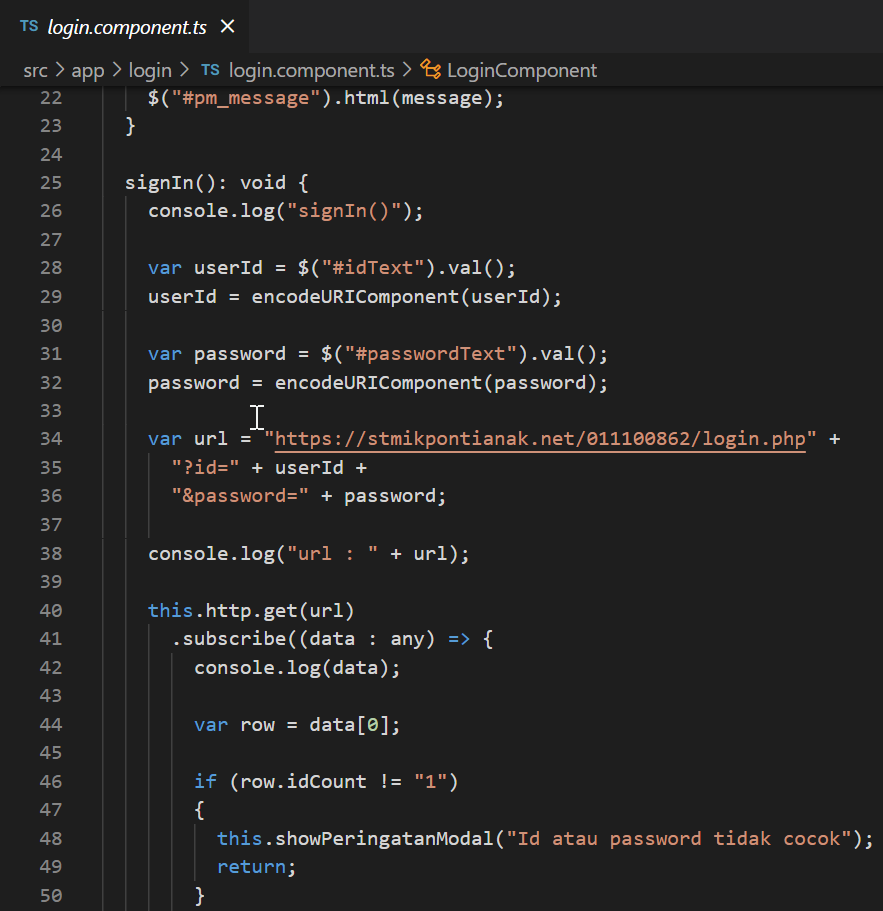 TS login.component.ts ×
src > app > login > TS login.component.ts > LoginComponent
22 $("#pm_message").html(message);
23 }
24
25 signIn(): void {
26 console.log("signIn()");
27
28 var userId = $("#idText").val();
29 userId = encodeURIComponent(userId);
30
31 var password = $("#passwordText").val();
32 password = encodeURIComponent(password);
33
34 var url = "https://stmikpontianak.net/011100862/login.php" +
35 "?id=" + userId +
36 "&password=" + password;
37
38 console.log("url : " + url);
39
40 this.http.get(url)
41 .subscribe((data : any) => {
42 console.log(data);
43
44 var row = data[0];
45
46 if (row.idCount != "1")
47 {
48 this.showPeringatanModal("Id atau password tidak cocok");
49 return;
50 }